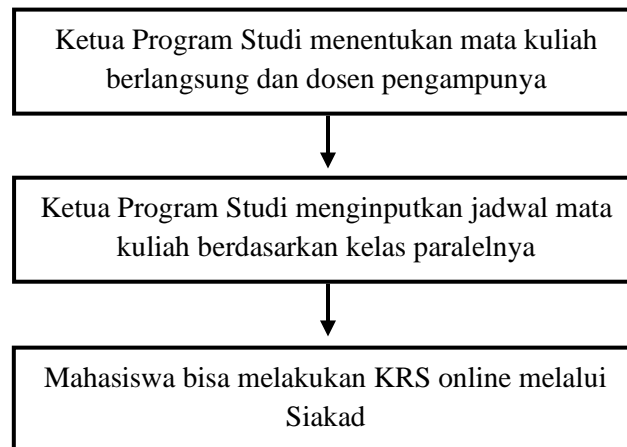 Ketua Program Studi menentukan mata kuliah
berlangsung dan dosen pengampunya
Ketua Program Studi menginputkan jadwal mata
kuliah berdasarkan kelas paralelnya
Mahasiswa bisa melakukan KRS online melalui
Siakad